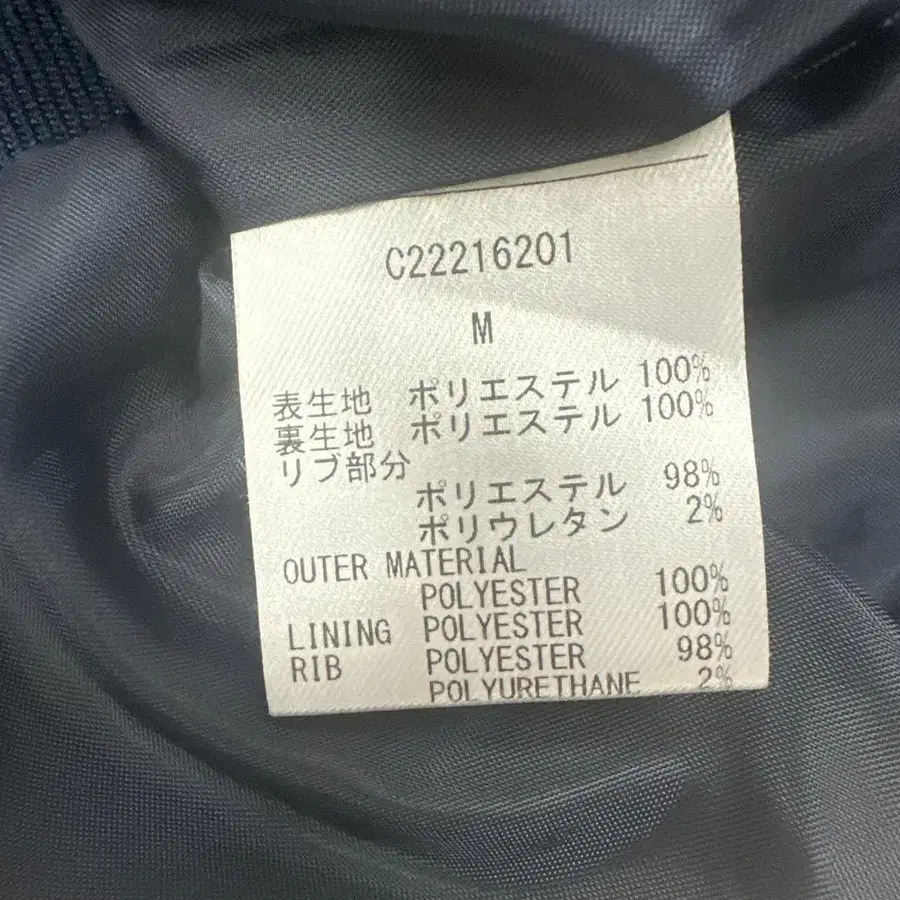 C22216201
M
表生地 ポリエステル 100%
裏生地 ポリエステル 100%
リブ部分
ポリエステル 98%
ポリウレタン 2%
OUTER MATERIAL
POLYESTER 100%
LINING POLYESTER 100%
RIB POLYESTER 98%
POLYURETHANE 2%